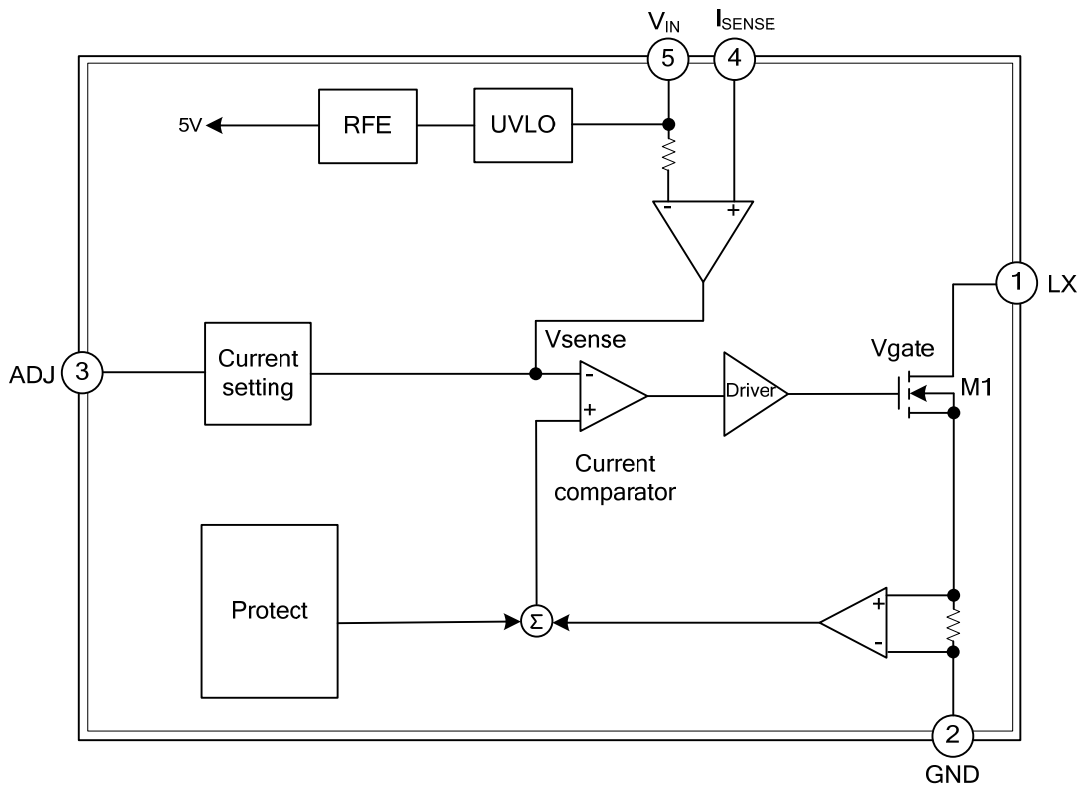 VIN
ISENSE
5
4
5V
RFE
UVLO
-
+
1
LX
ADJ
3
Current
setting
Vsense
-
+
Driver
Vgate
M1
Current
comparator
Protect
Σ
+
-
2
GND